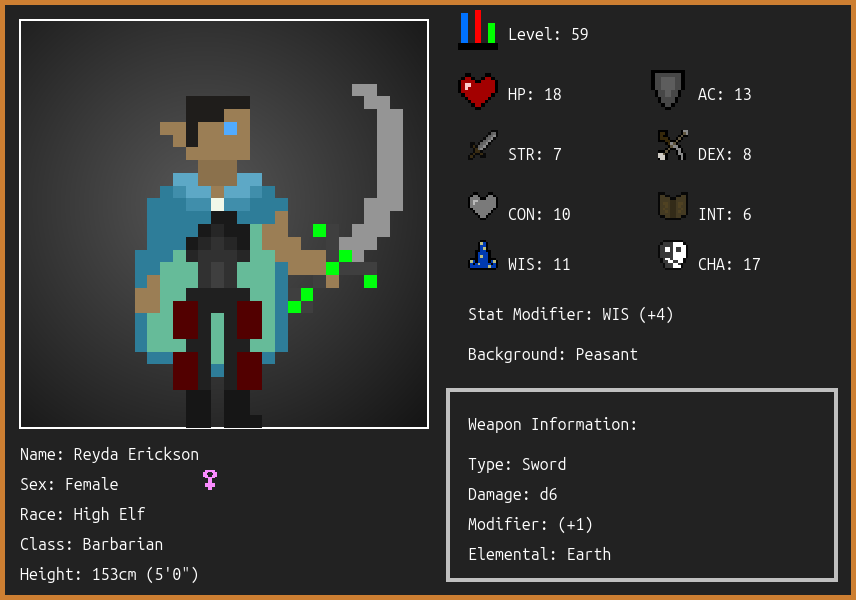 Level: 59
HP: 18
AC: 13
STR: 7
DEX: 8
CON: 10
INT: 6
WIS: 11
CHA: 17
Stat Modifier: WIS (+4)
Background: Peasant
Weapon Information:
Type: Sword
Damage: d6
Modifier: (+1)
Elemental: Earth
Name: Reyda Erickson
Sex: Female
Race: High Elf
Class: Barbarian
Height: 153cm (5'0")